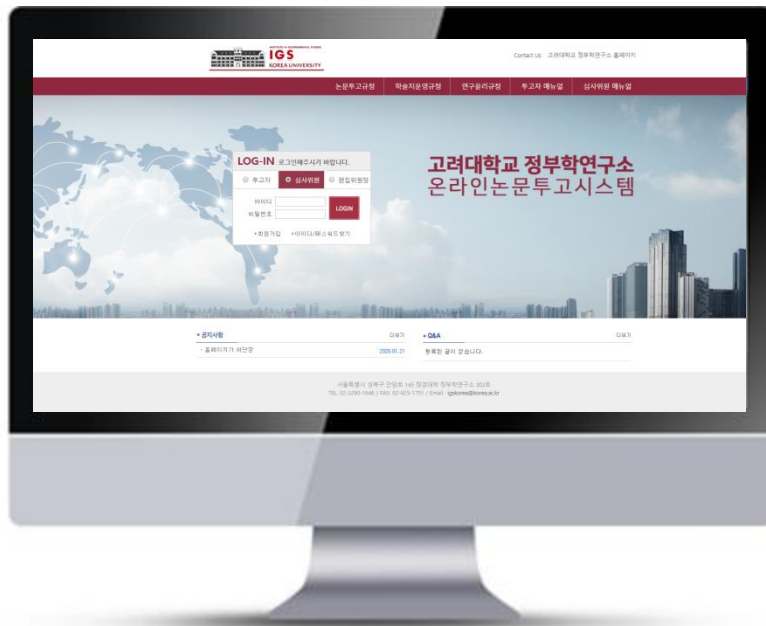 IGS
KOREA UNIVERSITY
Contact Us 고려대학교 정부학연구소 홈페이지
논문투고규정 학술지운영규정 연구윤리규정 투고자 매뉴얼 심사위원 매뉴얼
LOG-IN 로그인해주시기 바랍니다.
투고자 심사위원 편집위원장
아이디
비밀번호
LOGIN
회원가입 아이디/패스워드찾기
고려대학교 정부학연구소
온라인논문투고시스템
공지사항 더보기
홈페이지가
Q&A 더보기
등록된 글이 없습니다.